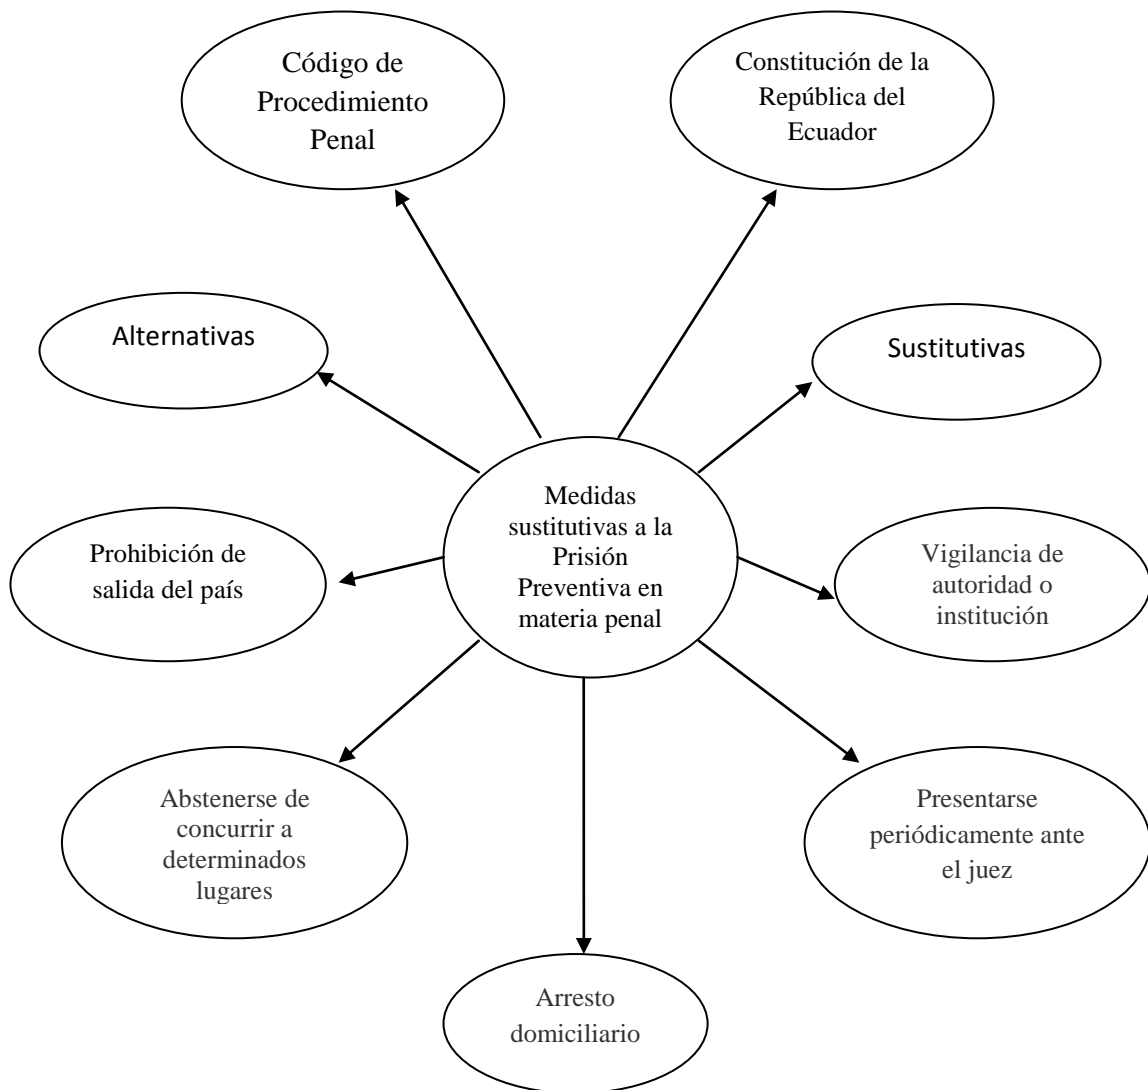 Código de
Procedimiento
Penal
Constitución de la
República del
Ecuador
Alternativas
Sustitutivas
Medidas
sustitutivas a la
Prisión
Preventiva en
materia penal
Prohibición de
salida del país
Vigilancia de
autoridad o
institución
Abstenerse de
concurrir a
determinados
lugares
Presentarse
periódicamente ante
el juez
Arresto
domiciliario